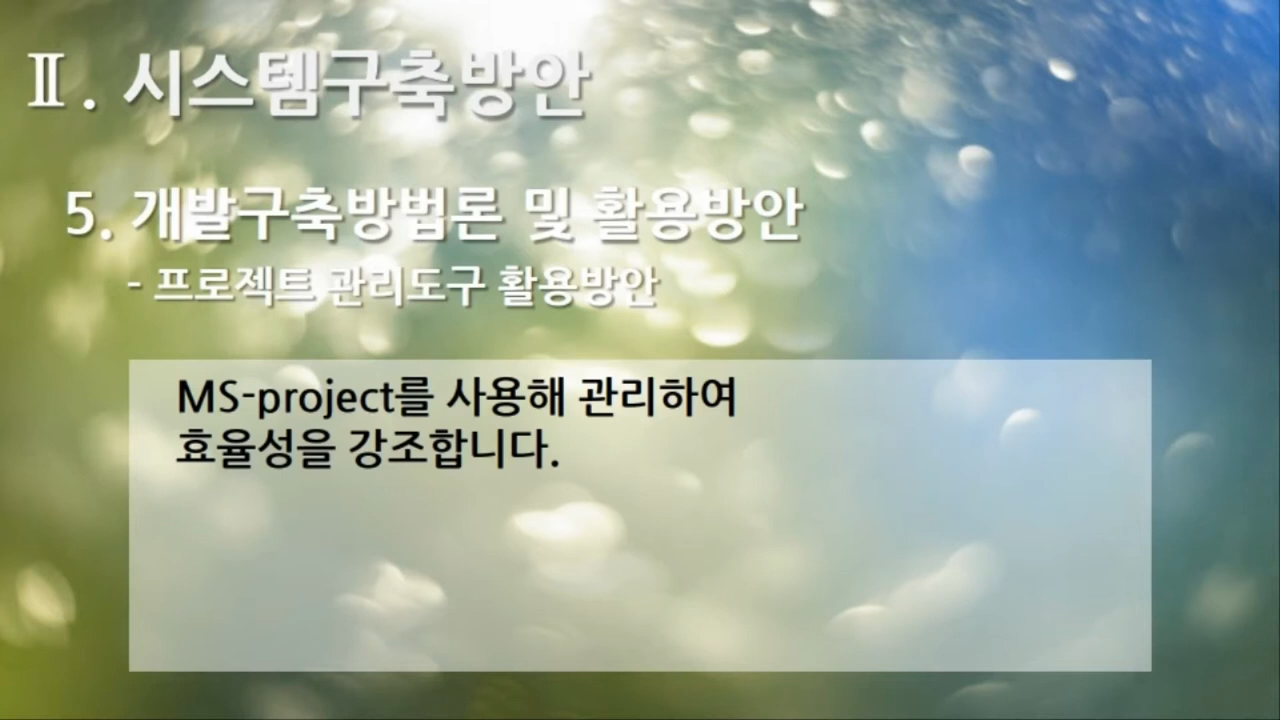 Ⅱ. 시스템구축방안
5. 개발구축방법론 및 활용방안
- 프로젝트 관리도구 활용방안
MS-project를 사용해 관리하여
효율성을 강조합니다.